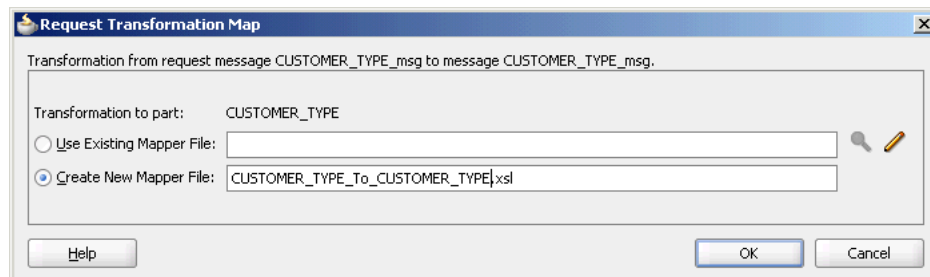 Request Transformation Map
Transformation from request message CUSTOMER_TYPE_msg to message CUSTOMER_TYPE_msg.
Transformation to part: CUSTOMER_TYPE
Use Existing Mapper File:
Create New Mapper File: CUSTOMER_TYPE_To_CUSTOMER_TYPE.xsl
Help OK Cancel